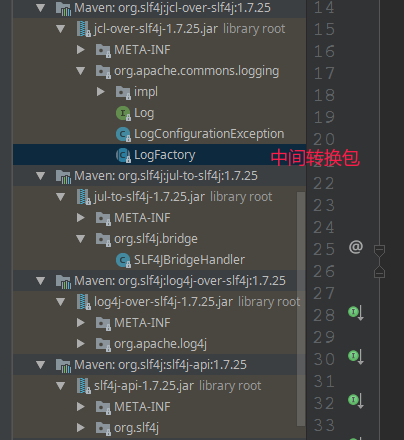 Maven: org.slf4j:jcl-over-slf4j:1.7.25
jcl-over-slf4j-1.7.25.jar library root
META-INF
org.apache.commons.logging
impl
Log
LogConfigurationException
LogFactory 中间转换包
Maven: org.slf4j:jul-to-slf4j:1.7.25
jul-to-slf4j-1.7.25.jar library root
META-INF
org.slf4j.bridge
SLF4JBridgeHandler
Maven: org.slf4j:log4j-over-slf4j:1.7.25
log4j-over-slf4j-1.7.25.jar library root
META-INF
org.apache.log4j
Maven: org.slf4j:slf4j-api:1.7.25
slf4j-api-1.7.25.jar library root
META-INF
org.slf4j
14
15
16
17
18
19
20
22
23
24
25 @
26
27
28
29
30
31
32
33